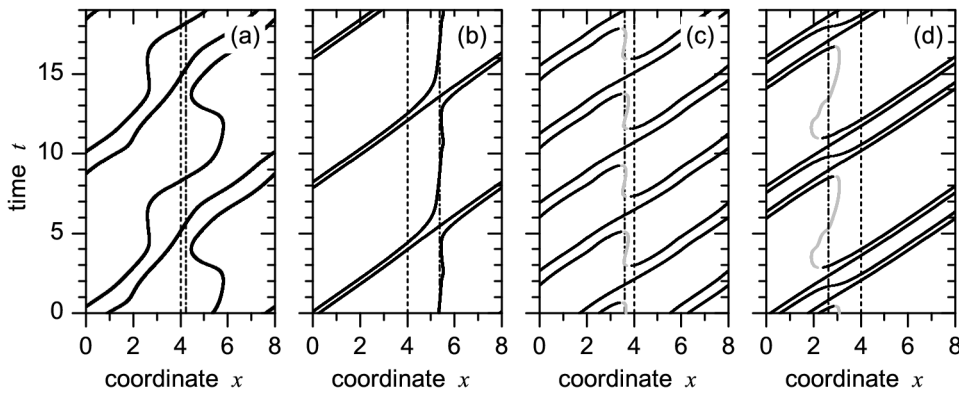 (a) (b) (c) (d)
15
10
5
0
time t
0 2 4 6 8 0 2 4 6 8 0 2 4 6 8 0 2 4 6 8
coordinate x coordinate x coordinate x coordinate x